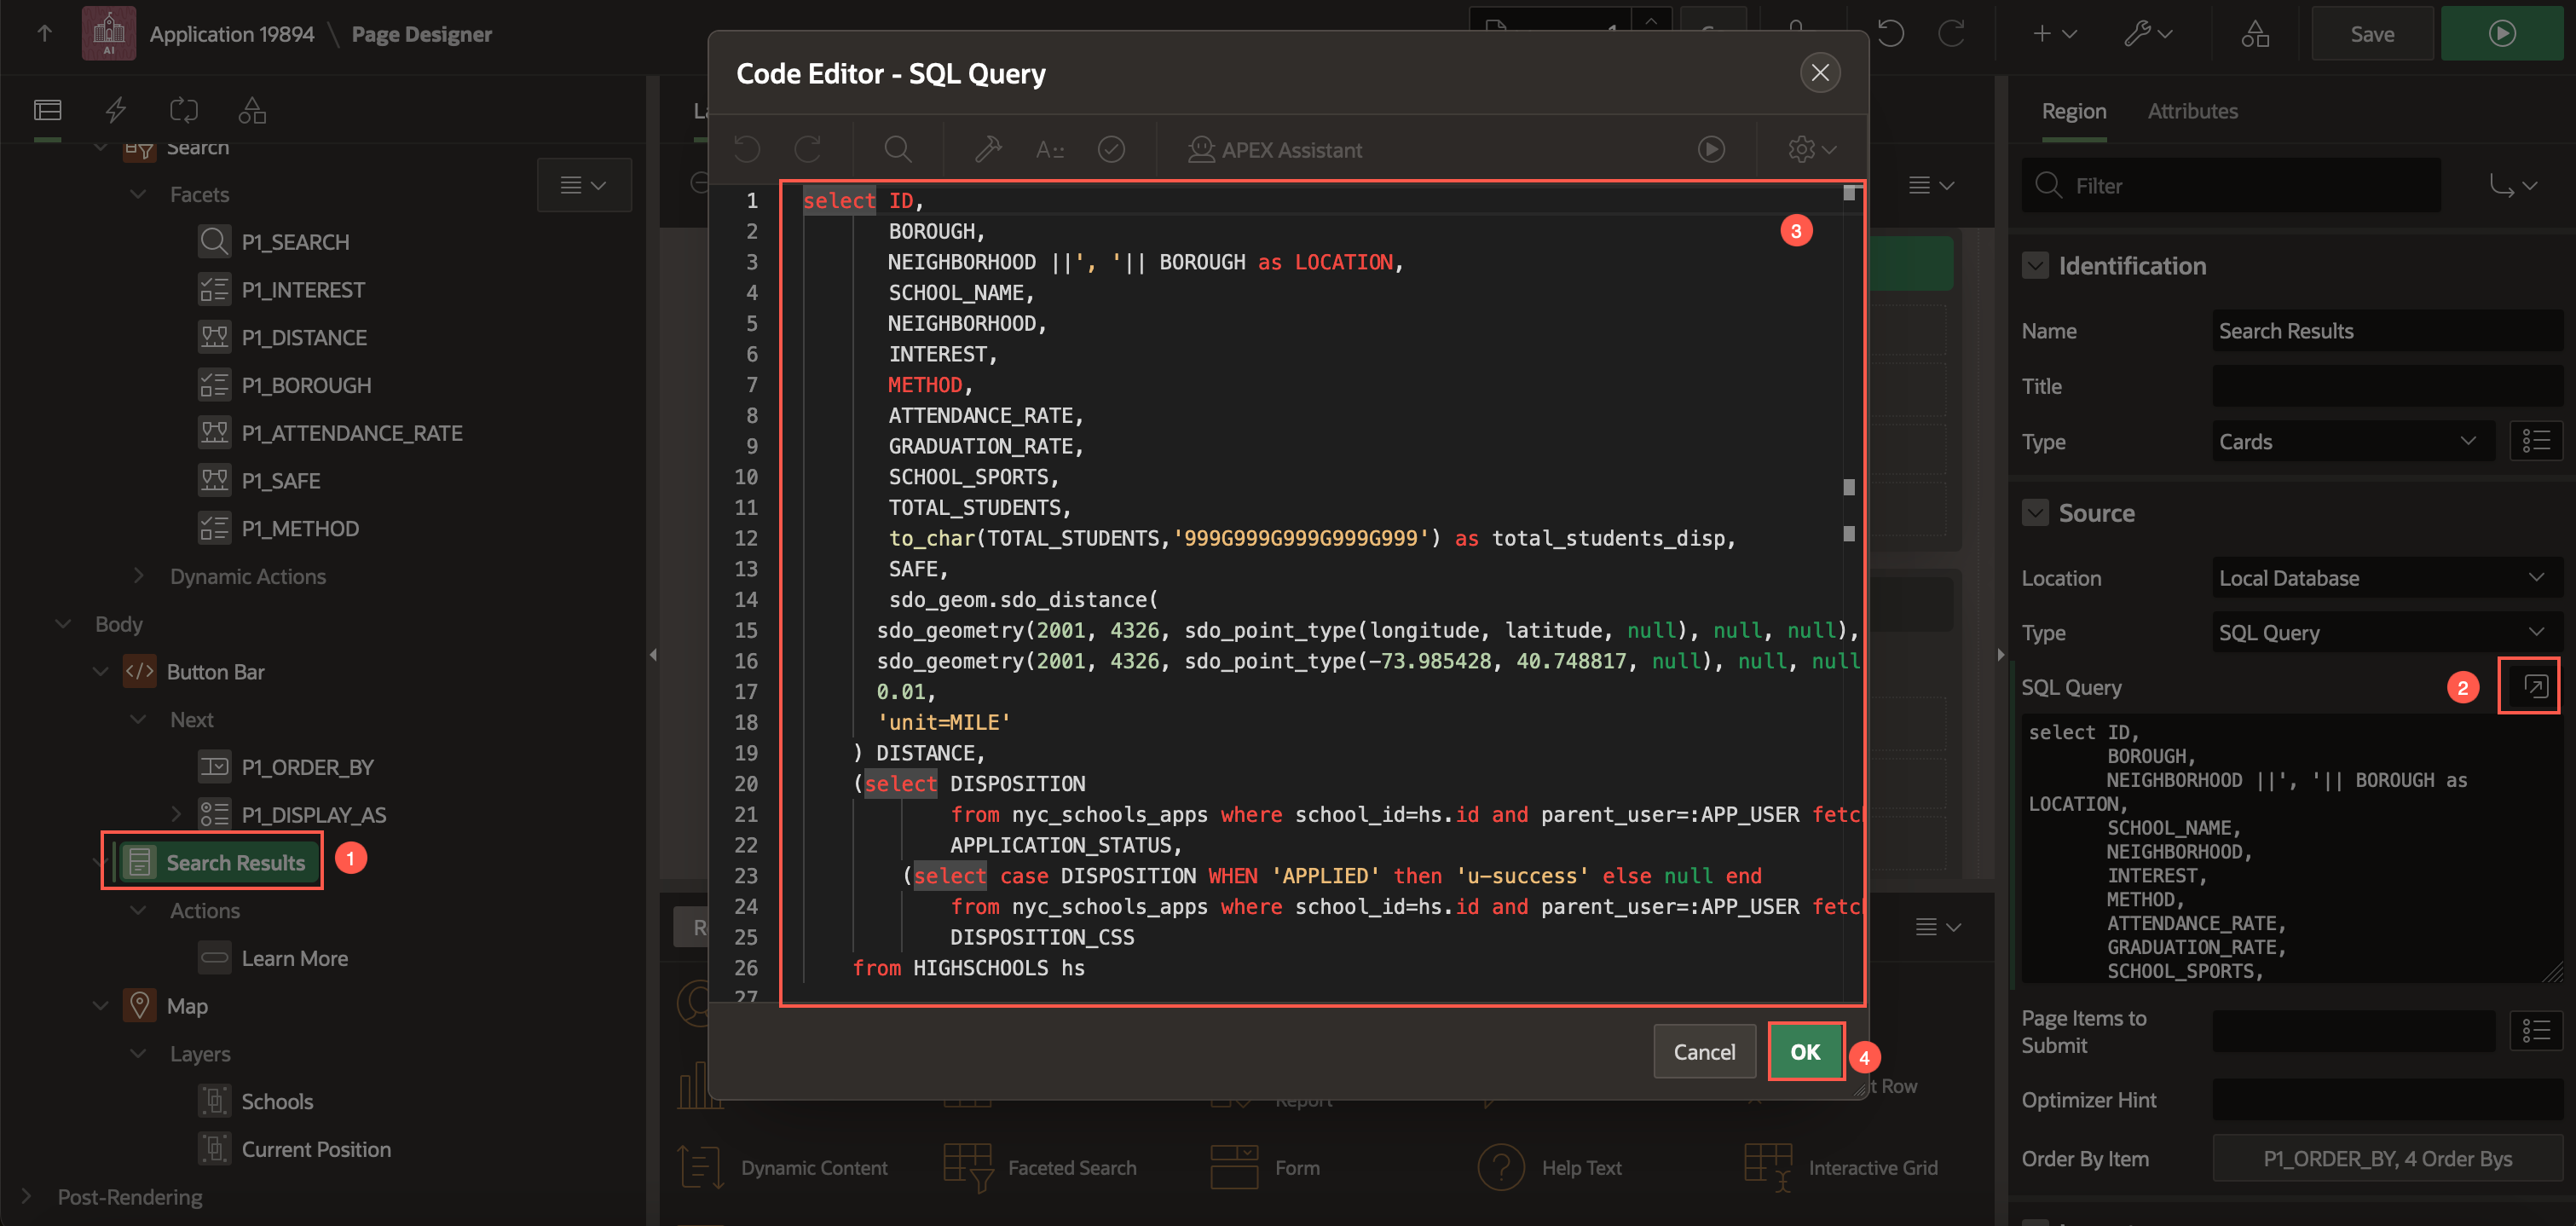 AI
Application 19894 \ Page Designer
Save
Search
Facets
P1_SEARCH
P1_INTEREST
P1_DISTANCE
P1_BOROUGH
P1_ATTENDANCE_RATE
P1_SAFE
P1_METHOD
Dynamic Actions
Body
Button Bar
Next
P1_ORDER_BY
P1_DISPLAY_AS
Search Results
1
Actions
Learn More
Map
Layers
Schools
Current Position
Post-Rendering
Code Editor - SQL Query
APEX Assistant
3
1 select ID,
2 BOROUGH,
3 NEIGHBORHOOD ||', '|| BOROUGH as LOCATION,
4 SCHOOL_NAME,
5 NEIGHBORHOOD,
6 INTEREST,
7 METHOD,
8 ATTENDANCE_RATE,
9 GRADUATION_RATE,
10 SCHOOL_SPORTS,
11 TOTAL_STUDENTS,
12 to_char(TOTAL_STUDENTS,'999G999G999G999G999') as total_students_disp,
13 SAFE,
14 sdo_geom.sdo_distance(
15 sdo_geometry(2001, 4326, sdo_point_type(longitude, latitude, null), null, null),
16 sdo_geometry(2001, 4326, sdo_point_type(-73.985428, 40.748817, null), null, null
17 0.01,
18 'unit=MILE'
19 ) DISTANCE,
20 (select DISPOSITION
21 from nyc_schools_apps where school_id=hs.id and parent_user=:APP_USER fetc
22 APPLICATION_STATUS,
23 (select case DISPOSITION WHEN 'APPLIED' then 'u-success' else null end
24 from nyc_schools_apps where school_id=hs.id and parent_user=:APP_USER fetc
25 DISPOSITION_CSS
26 from HIGHSCHOOLS hs
27
Cancel
OK
4
Report
t Row
Dynamic Content
Faceted Search
Form
Help Text
Interactive Grid
Region
Attributes
Filter
Identification
Name
Search Results
Title
Type
Cards
Source
Location
Local Database
Type
SQL Query
SQL Query
2
select ID,
BOROUGH,
NEIGHBORHOOD ||', '|| BOROUGH as
LOCATION,
SCHOOL_NAME,
NEIGHBORHOOD,
INTEREST,
METHOD,
ATTENDANCE_RATE,
GRADUATION_RATE,
SCHOOL_SPORTS,
Page Items to
Submit
Optimizer Hint
Order By Item
P1_ORDER_BY, 4 Order Bys